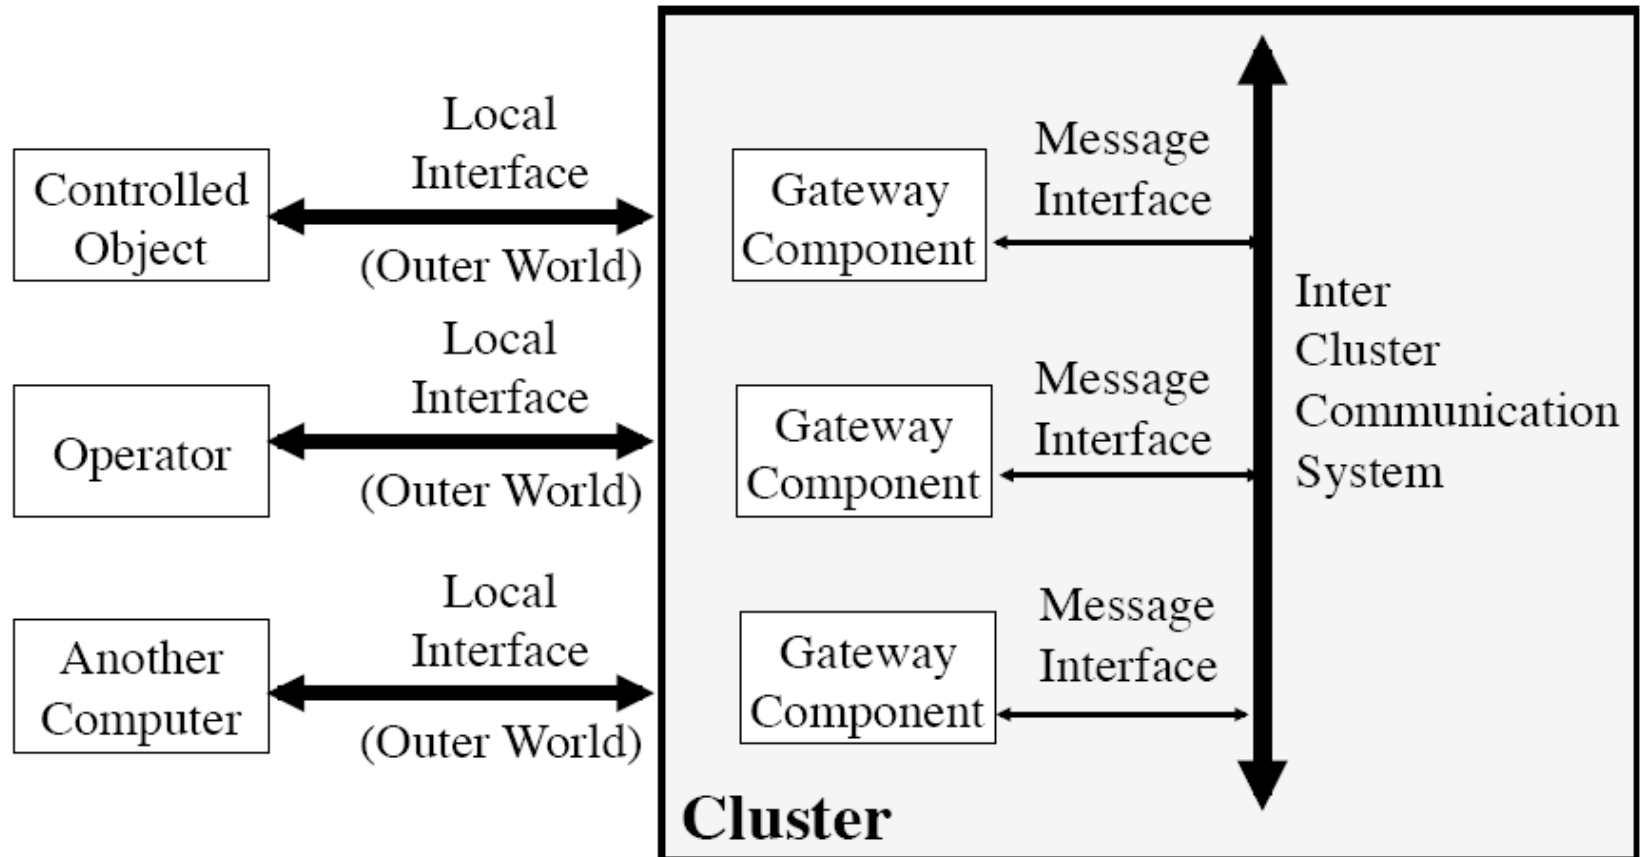 Controlled
Object
Local
Interface
(Outer World)
Gateway
Component
Message
Interface
Operator
Local
Interface
(Outer World)
Gateway
Component
Message
Interface
Another
Computer
Local
Interface
(Outer World)
Gateway
Component
Message
Interface
Inter
Cluster
Communication
System
Cluster